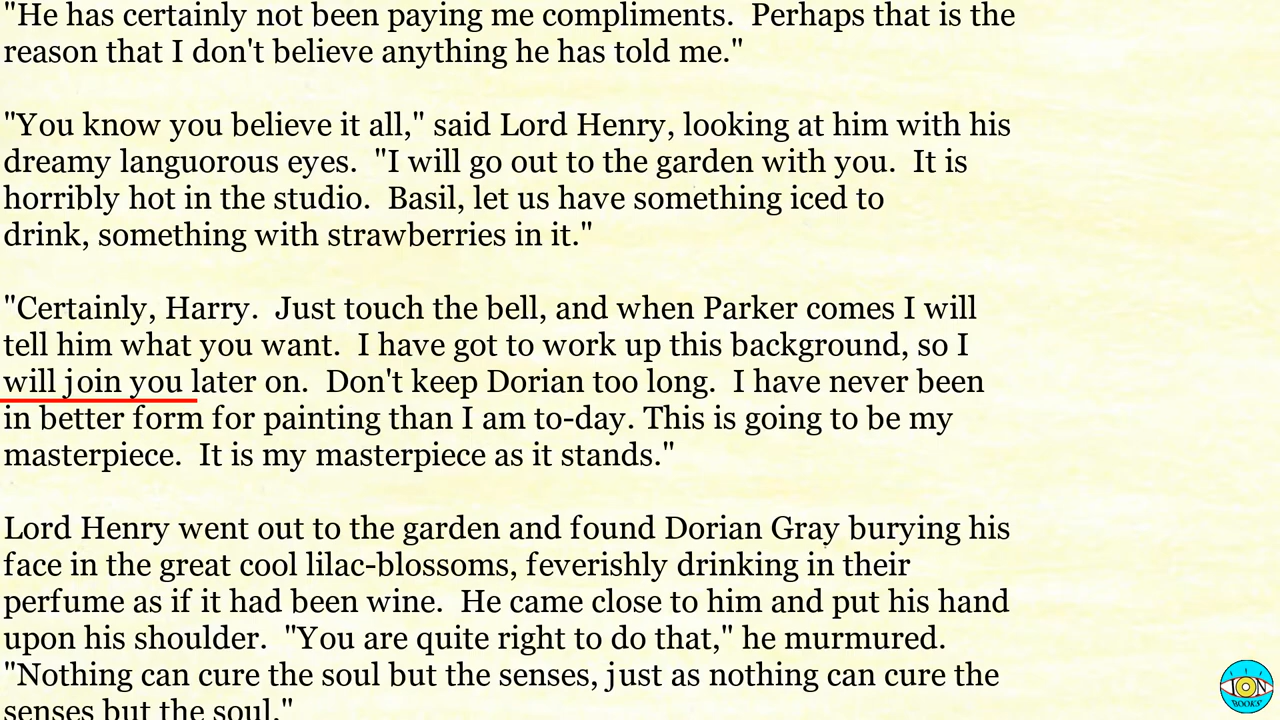 "He has certainly not been paying me compliments.  Perhaps that is the
reason that I don't believe anything he has told me."
"You know you believe it all," said Lord Henry, looking at him with his
dreamy languorous eyes.  "I will go out to the garden with you.  It is
horribly hot in the studio.  Basil, let us have something iced to
drink, something with strawberries in it."
"Certainly, Harry.  Just touch the bell, and when Parker comes I will
tell him what you want.  I have got to work up this background, so I
will join you later on.  Don't keep Dorian too long.  I have never been
in better form for painting than I am to-day. This is going to be my
masterpiece.  It is my masterpiece as it stands."
Lord Henry went out to the garden and found Dorian Gray burying his
face in the great cool lilac-blossoms, feverishly drinking in their
perfume as if it had been wine.  He came close to him and put his hand
upon his shoulder.  "You are quite right to do that," he murmured.
"Nothing can cure the soul but the senses, just as nothing can cure the
senses but the soul."
ION
BOOKS